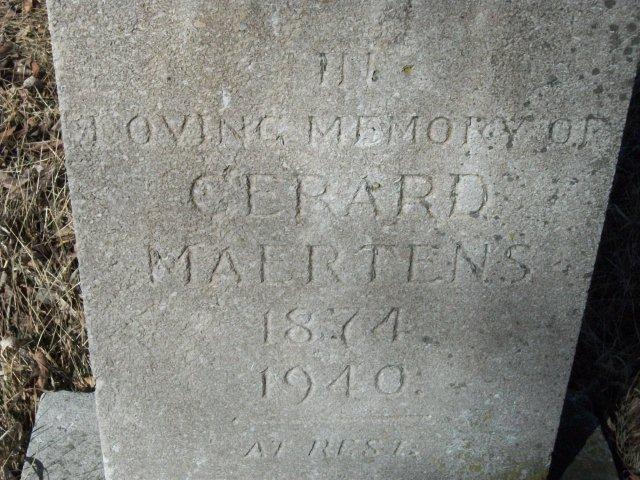 IN
LOVING MEMORY OF
GERARD
MAERTENS
1874
1940
AT REST.